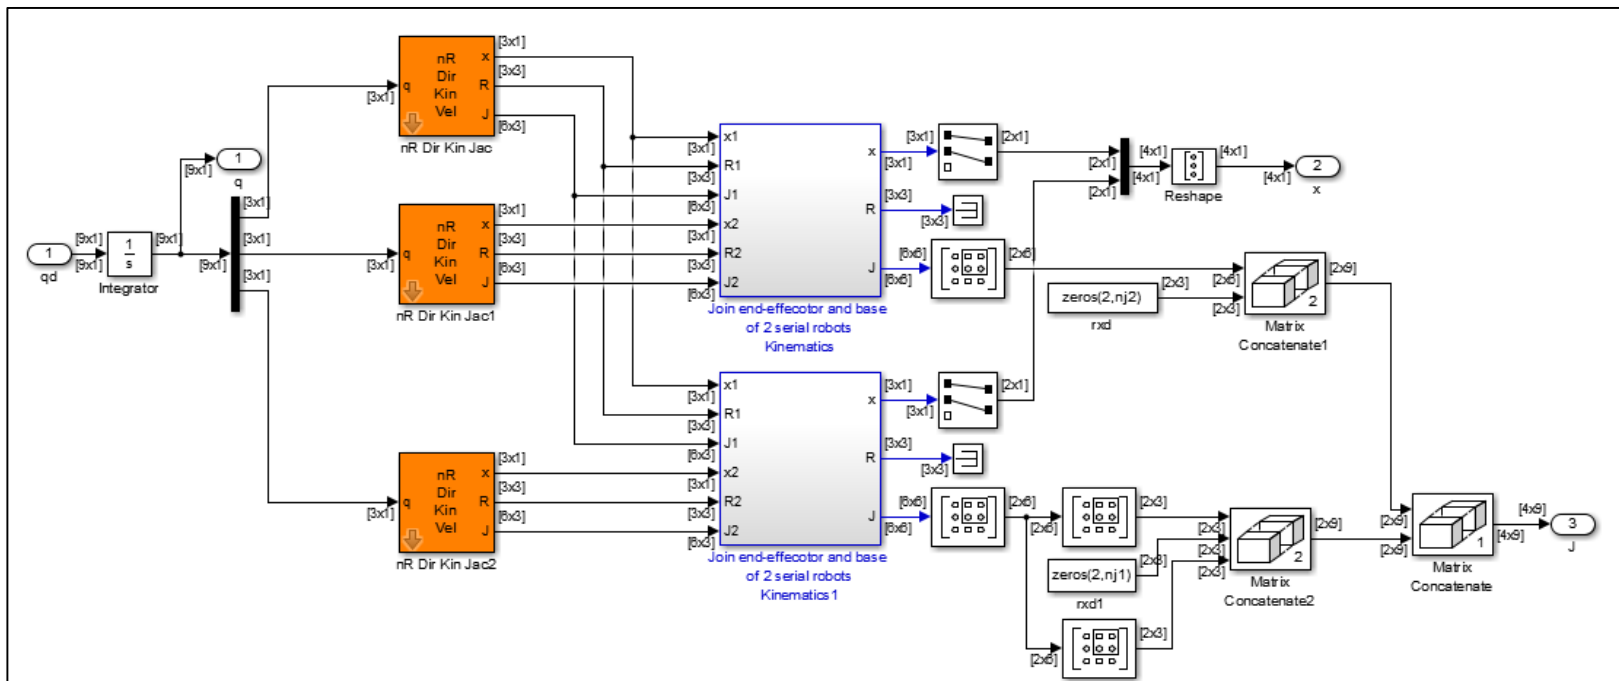 [3x1]
nR
Dir
Kin
Vel
q
x
R
J
[3x1]
[3x3]
[6x3]
nR Dir Kin Jac
1
q
[9x1]
[3x1]
[3x1]
[3x1]
1
qd
[9x1]
[9x1]
1
s
Integrator
[9x1]
[9x1]
[3x1]
nR
Dir
Kin
Vel
q
x
R
J
[3x1]
[3x3]
[6x3]
nR Dir Kin Jac1
[3x1]
nR
Dir
Kin
Vel
q
x
R
J
[3x1]
[3x3]
[6x3]
nR Dir Kin Jac2
[3x1]
x1
[3x1]
R1
[3x3]
J1
[6x3]
x2
[3x1]
R2
[3x3]
J2
[6x3]
x
R
J
Join end-effecotor and base
of 2 serial robots
Kinematics
[3x1]
[3x1]
[2x1]
[3x3]
[3x3]
[6x6]
[6x6]
[2x6]
[2x1]
[2x1]
[4x1]
[4x1]
Reshape
[4x1]
[4x1]
2
x
zeros(2,nj2)
rxd
[2x3]
[2x6]
[2x3]
2
Matrix
Concatenate1
[2x9]
x1
[3x1]
R1
[3x3]
J1
[6x3]
x2
[3x1]
R2
[3x3]
J2
[6x3]
x
R
J
Join end-effecotor and base
of 2 serial robots
Kinematics1
[3x1]
[3x1]
[2x1]
[3x3]
[3x3]
[6x6]
[6x6]
[2x6]
[2x6]
[2x3]
zeros(2,nj1)
rxd1
[2x3]
[2x6]
[2x3]
[2x3]
[2x3]
[2x3]
2
Matrix
Concatenate2
[2x9]
[2x9]
[2x9]
1
Matrix
Concatenate
[4x9]
[4x9]
3
J